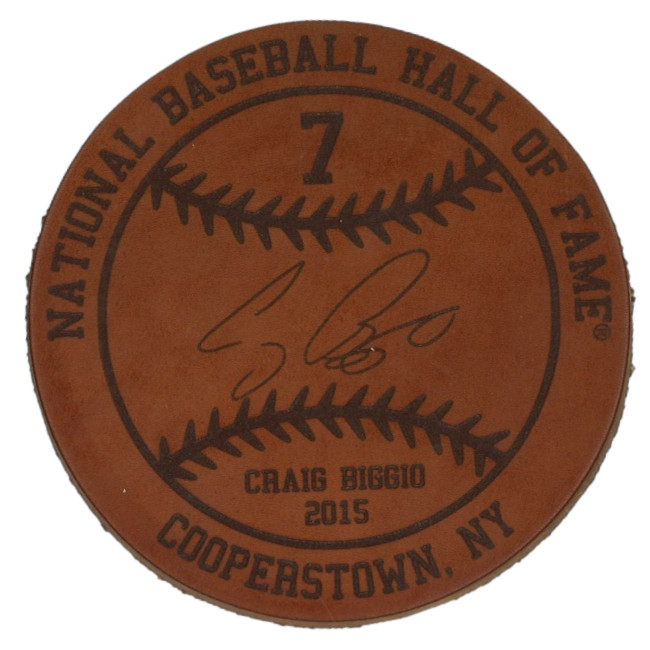 NATIONAL BASEBALL HALL OF FAME®
7
CRAIG BIGGIO
2015
COOPERSTOWN, NY